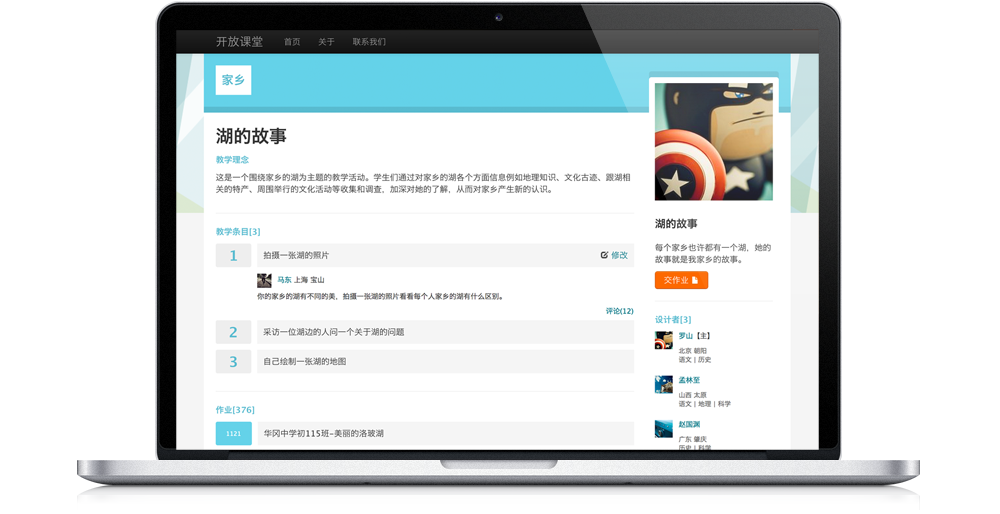 开放课堂 首页 关于 联系我们
家乡
湖的故事
教学理念
这是一个围绕家乡的湖为主题的教学活动。学生们通过对家乡的湖各个方面信息例如地理知识、文化古迹、跟湖相
关的特产、周围举行的文化活动等收集和调查，加深对她的了解，从而对家乡产生新的认识。
教学条目[3]
1 拍摄一张湖的照片 修改
马东 上海 宝山
你的家乡的湖有不同的美，拍摄一张湖的照片看看每个人家乡的湖有什么区别。
评论(12)
2 采访一位湖边的人问一个关于湖的问题
3 自己绘制一张湖的地图
作业[376]
1121 华冈中学初115班-美丽的洛玻湖
湖的故事
每个家乡也许都有一个湖，她的
故事就是我家乡的故事。
交作业
设计者[3]
罗山【主】
北京 朝阳
语文 | 历史
孟林至
山西 太原
语文 | 地理 | 科学
赵国渊
广东 肇庆
历史 | 科学